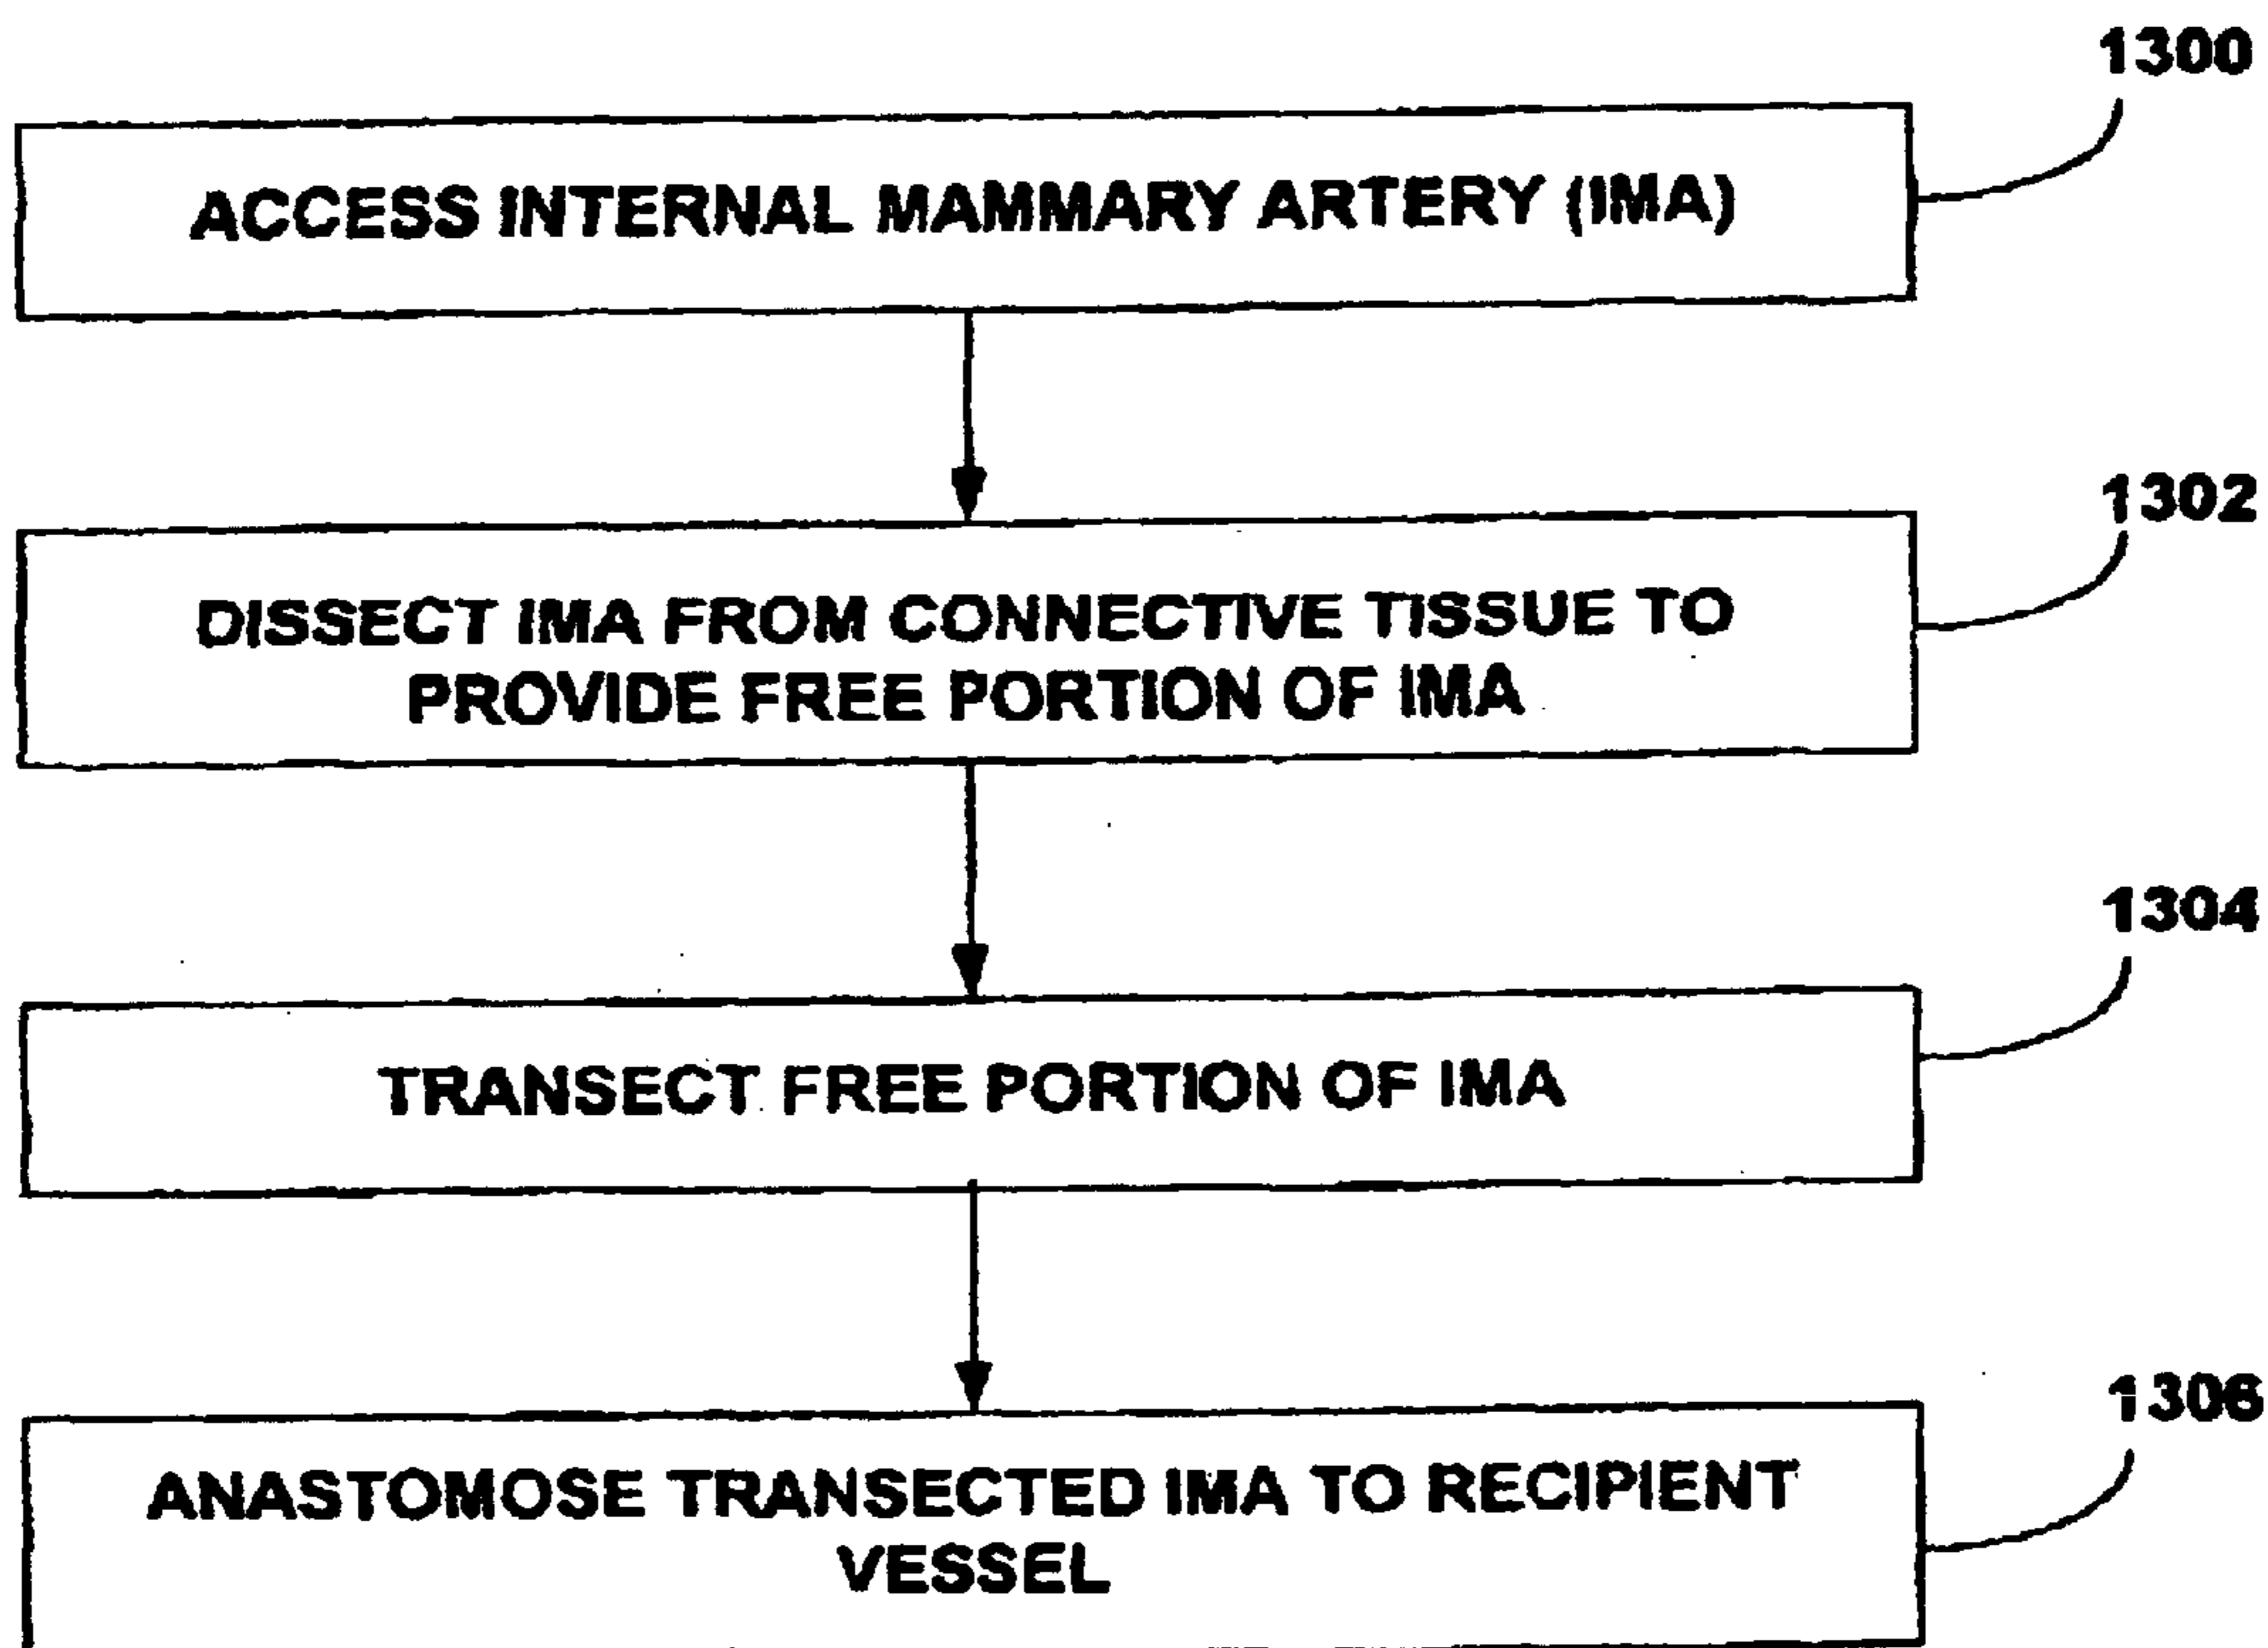 1300
ACCESS INTERNAL MAMMARY ARTERY (IMA)
1302
DISSECT IMA FROM CONNECTIVE TISSUE TO
PROVIDE FREE PORTION OF IMA
1304
TRANSECT FREE PORTION OF IMA
1306
ANASTOMOSE TRANSECTED IMA TO RECIPIENT
VESSEL